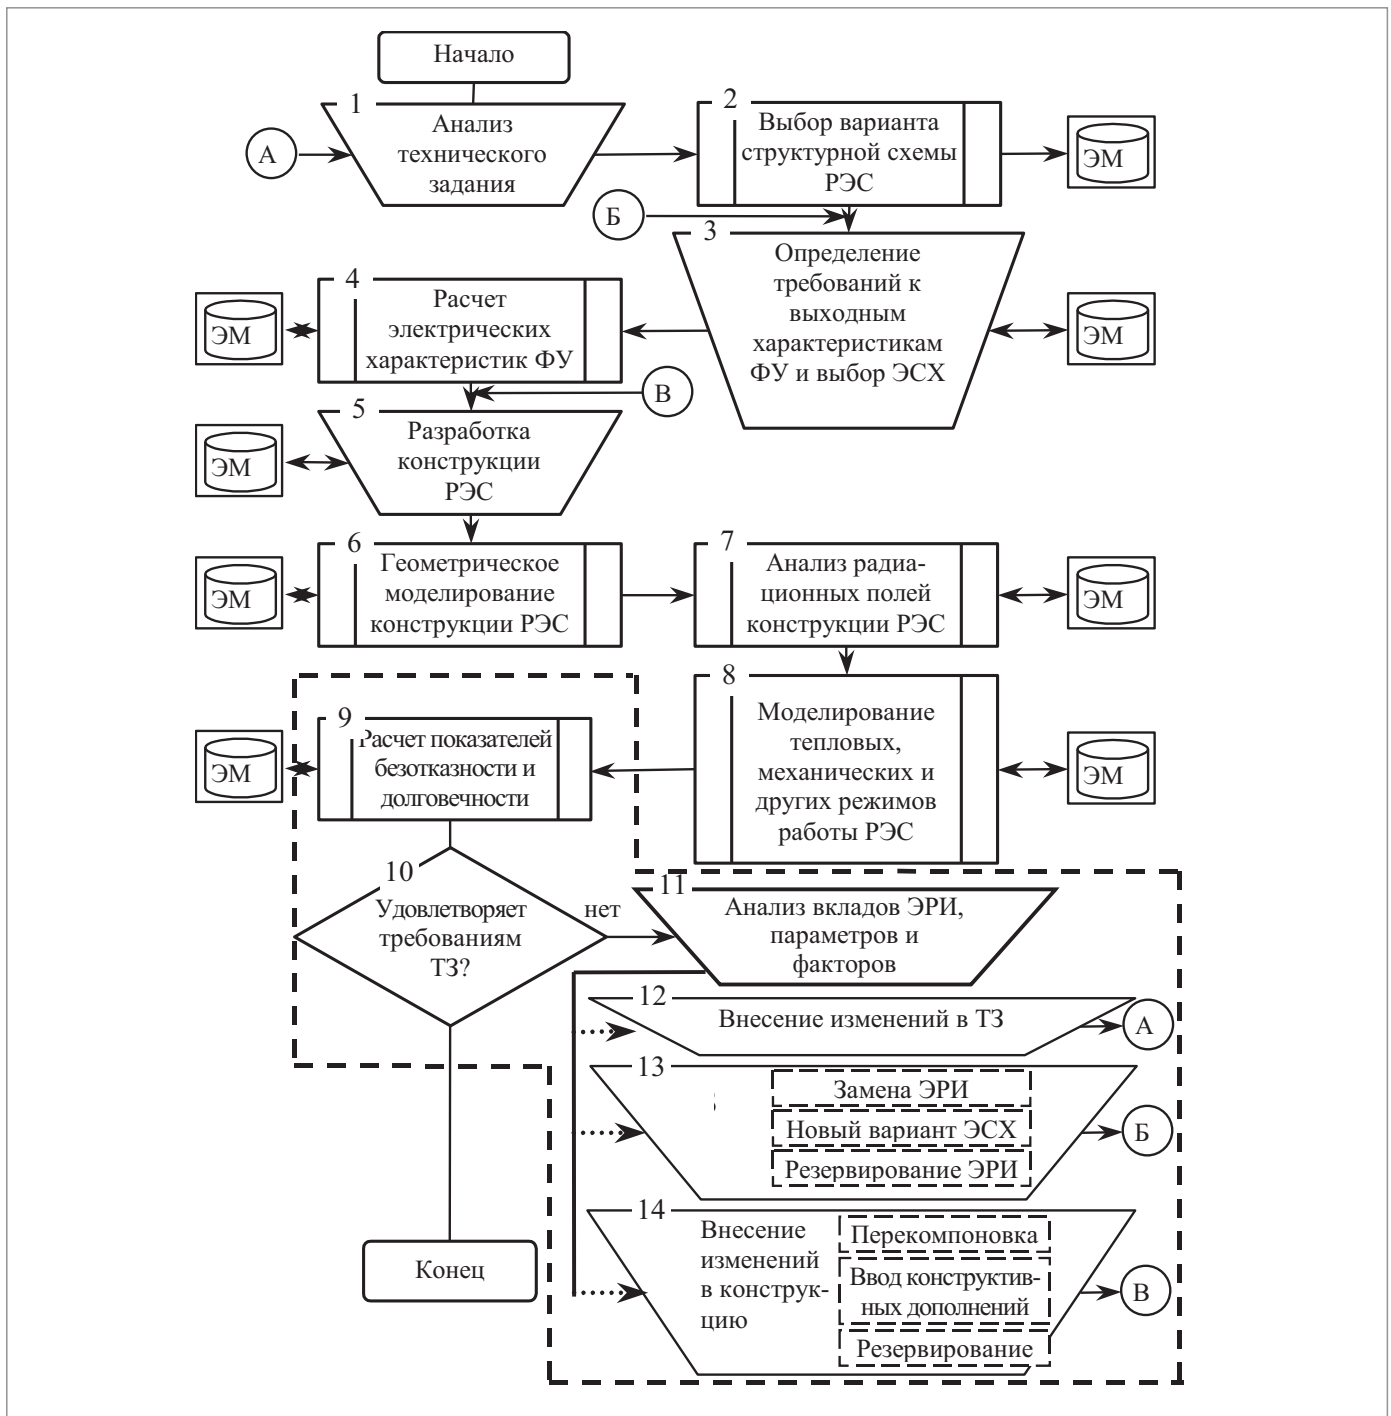 Начало
1
Анализ
технического
задания
А
2
Выбор варианта
структурной схемы
РЭС
ЭМ
Б
3
Определение
требований к
выходным
характеристикам
ФУ и выбор ЭСХ
ЭМ
4
Расчет
электрических
характеристик ФУ
ЭМ
В
5
Разработка
конструкции
РЭС
ЭМ
6
Геометрическое
моделирование
конструкции РЭС
ЭМ
7
Анализ радиа-
ционных полей
конструкции РЭС
ЭМ
8
Моделирование
тепловых,
механических и
других режимов
работы РЭС
ЭМ
9
Расчет показателей
безотказности и
долговечности
ЭМ
10
Удовлетворяет
требованиям
ТЗ?
нет
11
Анализ вкладов ЭРИ,
параметров и
факторов
12
Внесение изменений в ТЗ
А
13
Замена ЭРИ
Новый вариант ЭСХ
Резервирование ЭРИ
Б
14
Внесение
изменений
в конструк-
цию
Перекомпоновка
Ввод конструктив-
ных дополнений
Резервирование
В
Конец